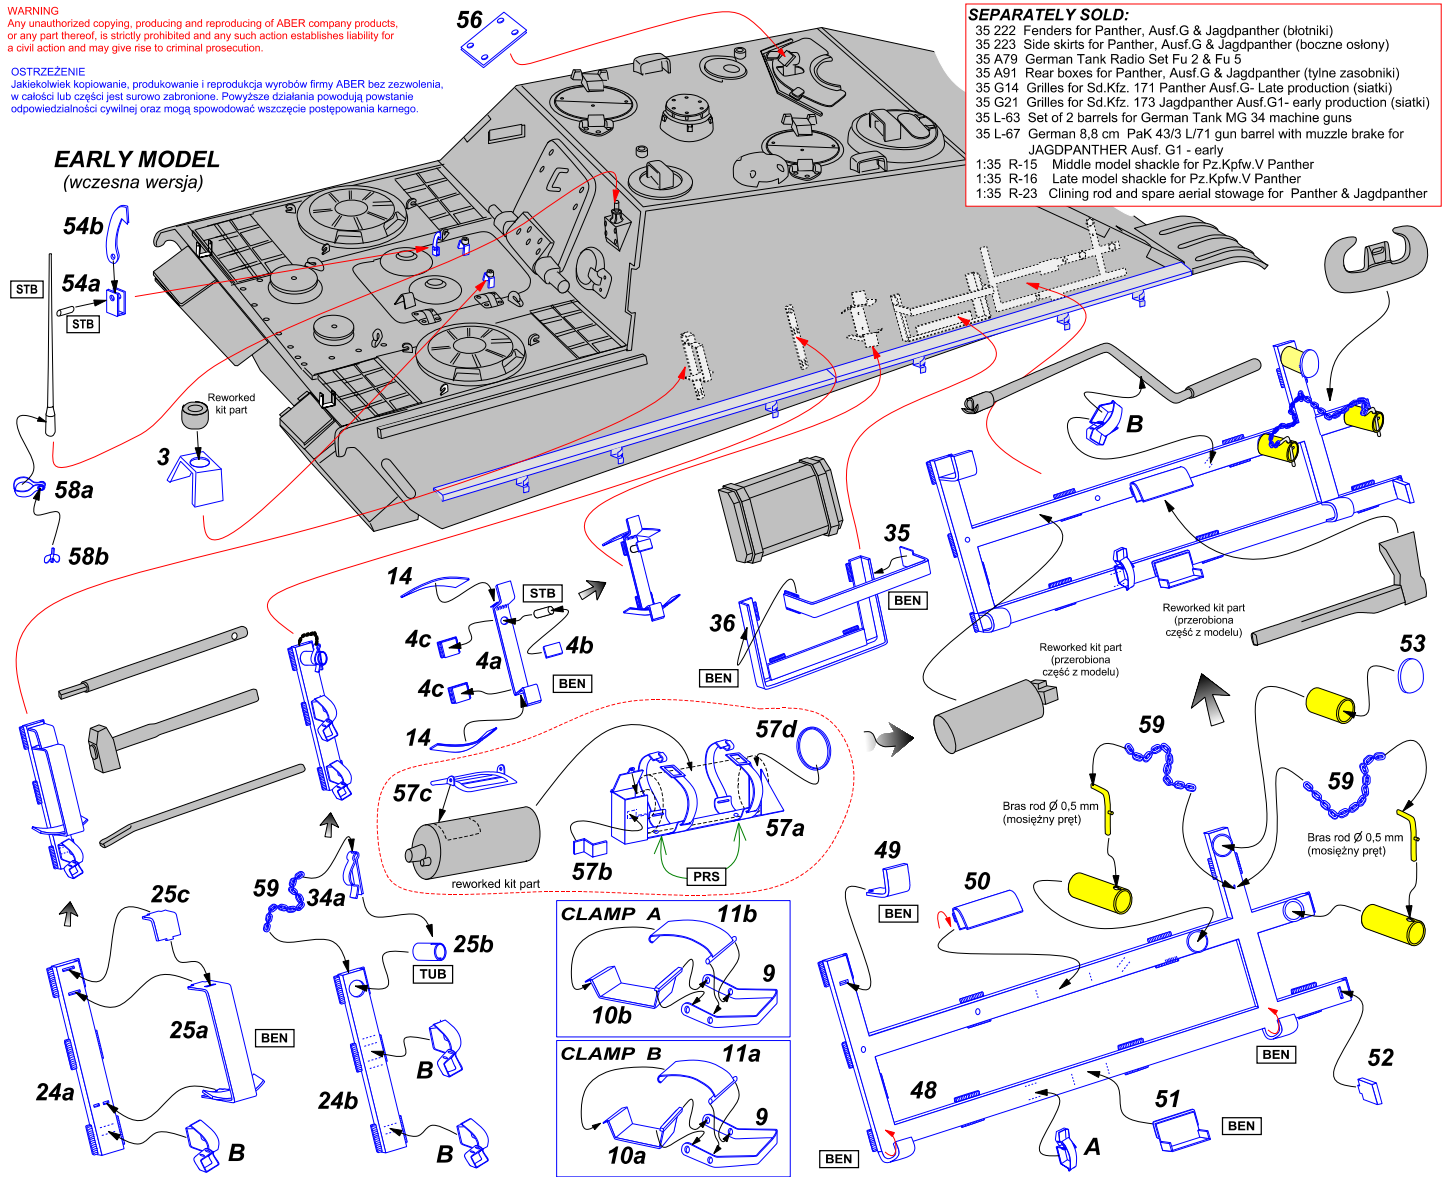 WARNING
Any unauthorized copying, producing and reproducing of ABER company products,
or any part thereof, is strictly prohibited and any such action establishes liability for
a civil action and may give rise to criminal prosecution.
OSTRZEŻENIE
Jakiekolwiek kopiowanie, produkowanie i reprodukcja wyrobów firmy ABER bez zezwolenia,
w całości lub części jest surowo zabronione. Powyższe działania powodują powstanie
odpowiedzialności cywilnej oraz mogą spowodować wszczęcie postępowania karnego.
56
SEPARATELY SOLD:
35 222 Fenders for Panther, Ausf.G & Jagdpanther (błotniki)
35 223 Side skirts for Panther, Ausf.G & Jagdpanther (boczne osłony)
35 A79 German Tank Radio Set Fu 2 & Fu 5
35 A91 Rear boxes for Panther, Ausf.G & Jagdpanther (tylne zasobniki)
35 G14 Grilles for Sd.Kfz. 171 Panther Ausf.G- Late production (siatki)
35 G21 Grilles for Sd.Kfz. 173 Jagdpanther Ausf.G1- early production (siatki)
35 L-63 Set of 2 barrels for German Tank MG 34 machine guns
35 L-67 German 8,8 cm PaK 43/3 L/71 gun barrel with muzzle brake for
JAGDPANTHER Ausf. G1 - early
1:35 R-15 Middle model shackle for Pz.Kpfw.V Panther
1:35 R-16 Late model shackle for Pz.Kpfw.V Panther
1:35 R-23 Clining rod and spare aerial stowage for Panther & Jagdpanther
EARLY MODEL
(wczesna wersja)
54b
54a
STB
STB
Reworked
kit part
3
58a
58b
B
14
STB
4c
4a
4b
4c
BEN
14
35
BEN
36
BEN
Reworked kit part
(przerobiona
część z modelu)
Reworked kit part
(przerobiona
część z modelu)
53
57d
57c
57a
57b
PRS
reworked kit part
59
59
Bras rod Ø 0,5 mm
(mosiężny pręt)
Bras rod Ø 0,5 mm
(mosiężny pręt)
49
BEN
50
25c
59
34a
25b
TUB
25a
BEN
24a
B
24b
B
B
CLAMP A
11b
9
10b
CLAMP B
11a
9
10a
48
BEN
A
51
BEN
BEN
52